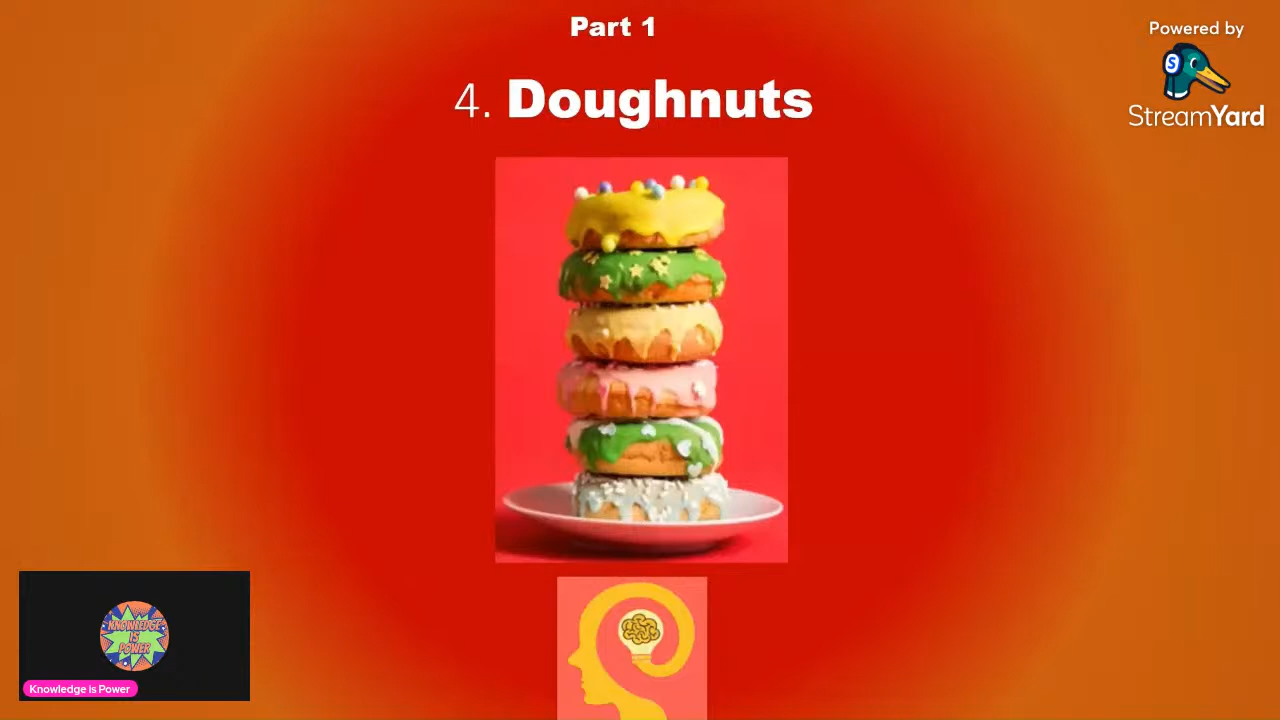 Part 1
Powered by
S
StreamYard
4. Doughnuts
KNOWLEDGE
IS
POWER
Knowledge is Power